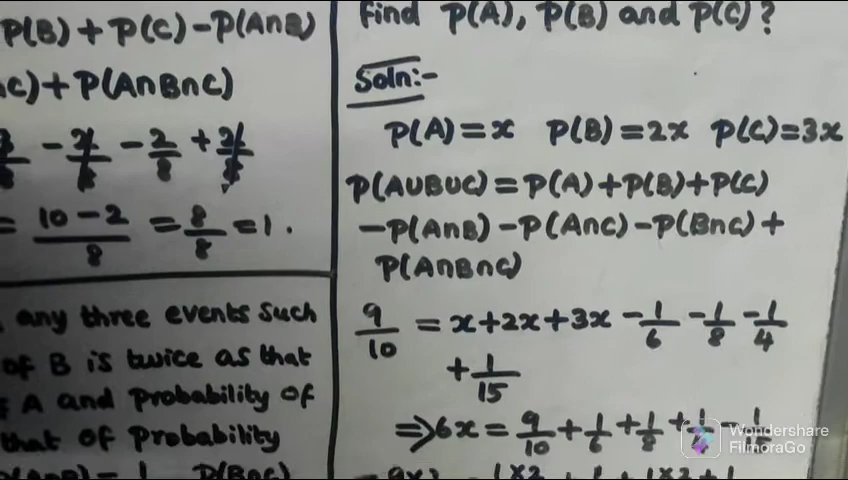 P(B) + P(C) – P(A∩B)
∩C) + P(A∩B∩C)
– – 2/8 +
= 10 – 2 / 8 = 8/8 = 1 .
any three events such
of B is twice as that
A and probability of
that of probability
P(B∩C)
Find P(A), P(B) and P(C) ?
Soln:-
P(A) = x P(B) = 2x P(C) = 3x
P(A∪B∪C) = P(A) + P(B) + P(C)
– P(A∩B) – P(A∩C) – P(B∩C) +
P(A∩B∩C)
9/10 = x + 2x + 3x – 1/6 – 1/8 – 1/4
+ 1/15
⇒ 6x = 9/10 + 1/6 + 1/8 +
Wondershare
FilmoraGo